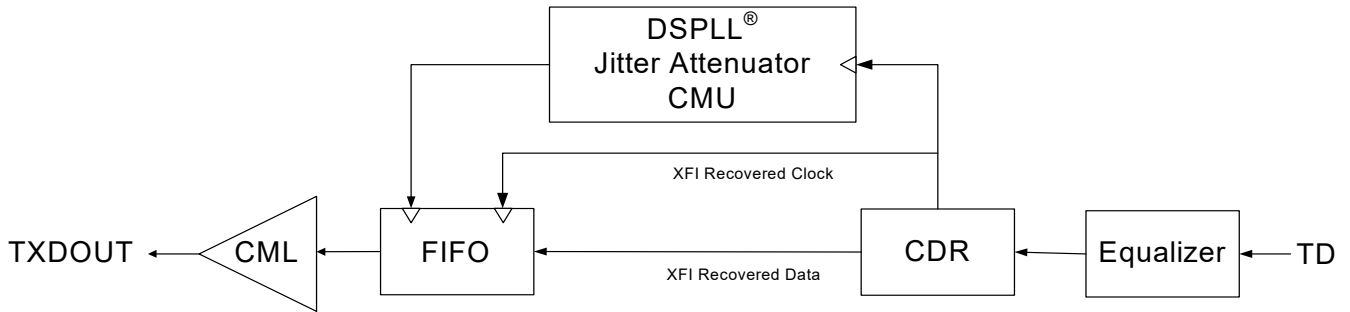 DSPLL®
Jitter Attenuator
CMU
XFI Recovered Clock
TXDOUT
CML
FIFO
CDR
Equalizer
TD
XFI Recovered Data